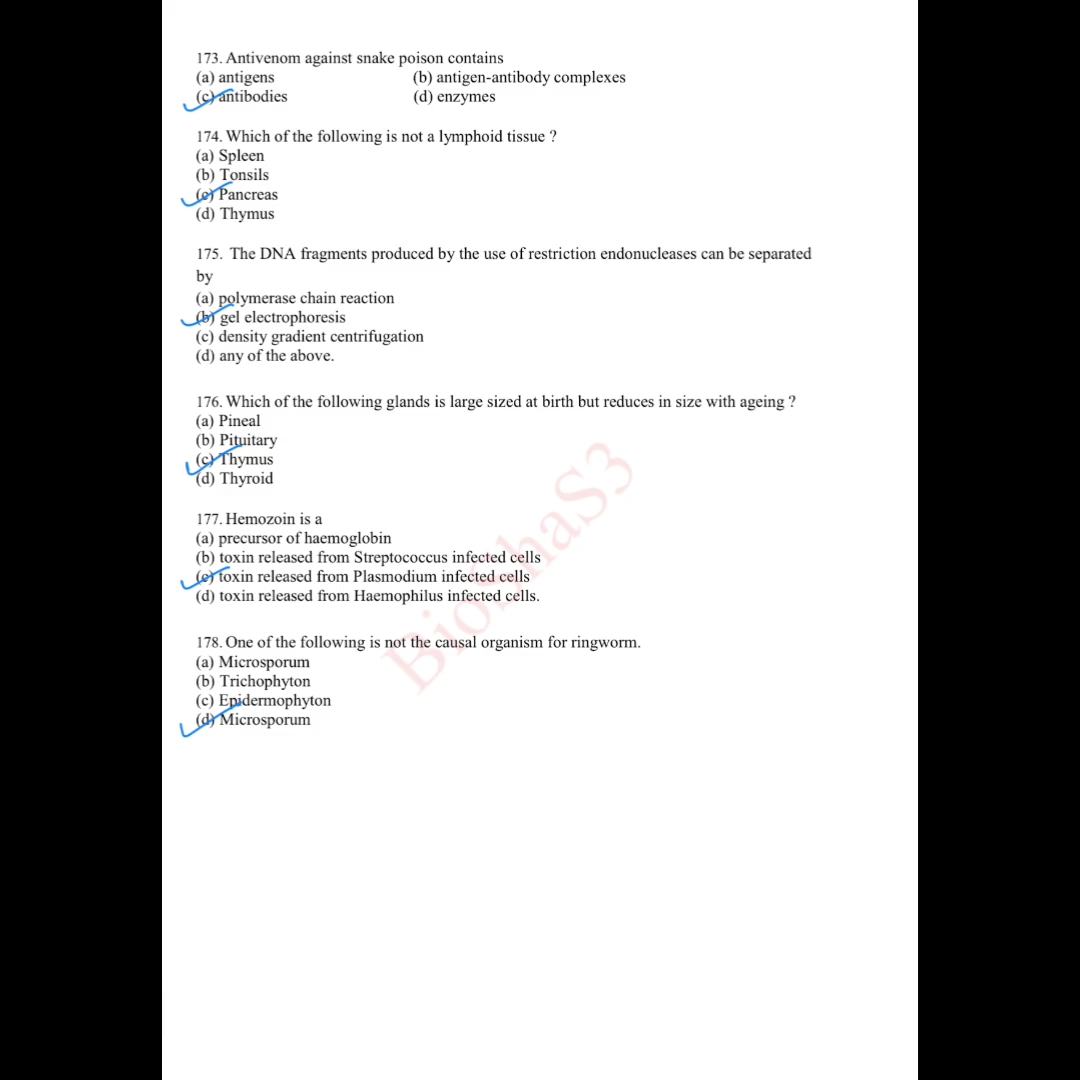 173. Antivenom against snake poison contains
(a) antigens (b) antigen-antibody complexes
(c) antibodies (d) enzymes
174. Which of the following is not a lymphoid tissue ?
(a) Spleen
(b) Tonsils
(c) Pancreas
(d) Thymus
175. The DNA fragments produced by the use of restriction endonucleases can be separated
by
(a) polymerase chain reaction
(b) gel electrophoresis
(c) density gradient centrifugation
(d) any of the above.
176. Which of the following glands is large sized at birth but reduces in size with ageing ?
(a) Pineal
(b) Pituitary
(c) Thymus
(d) Thyroid
177. Hemozoin is a
(a) precursor of haemoglobin
(b) toxin released from Streptococcus infected cells
(c) toxin released from Plasmodium infected cells
(d) toxin released from Haemophilus infected cells.
178. One of the following is not the causal organism for ringworm.
(a) Microsporum
(b) Trichophyton
(c) Epidermophyton
(d) Microsporum
BioShaS3